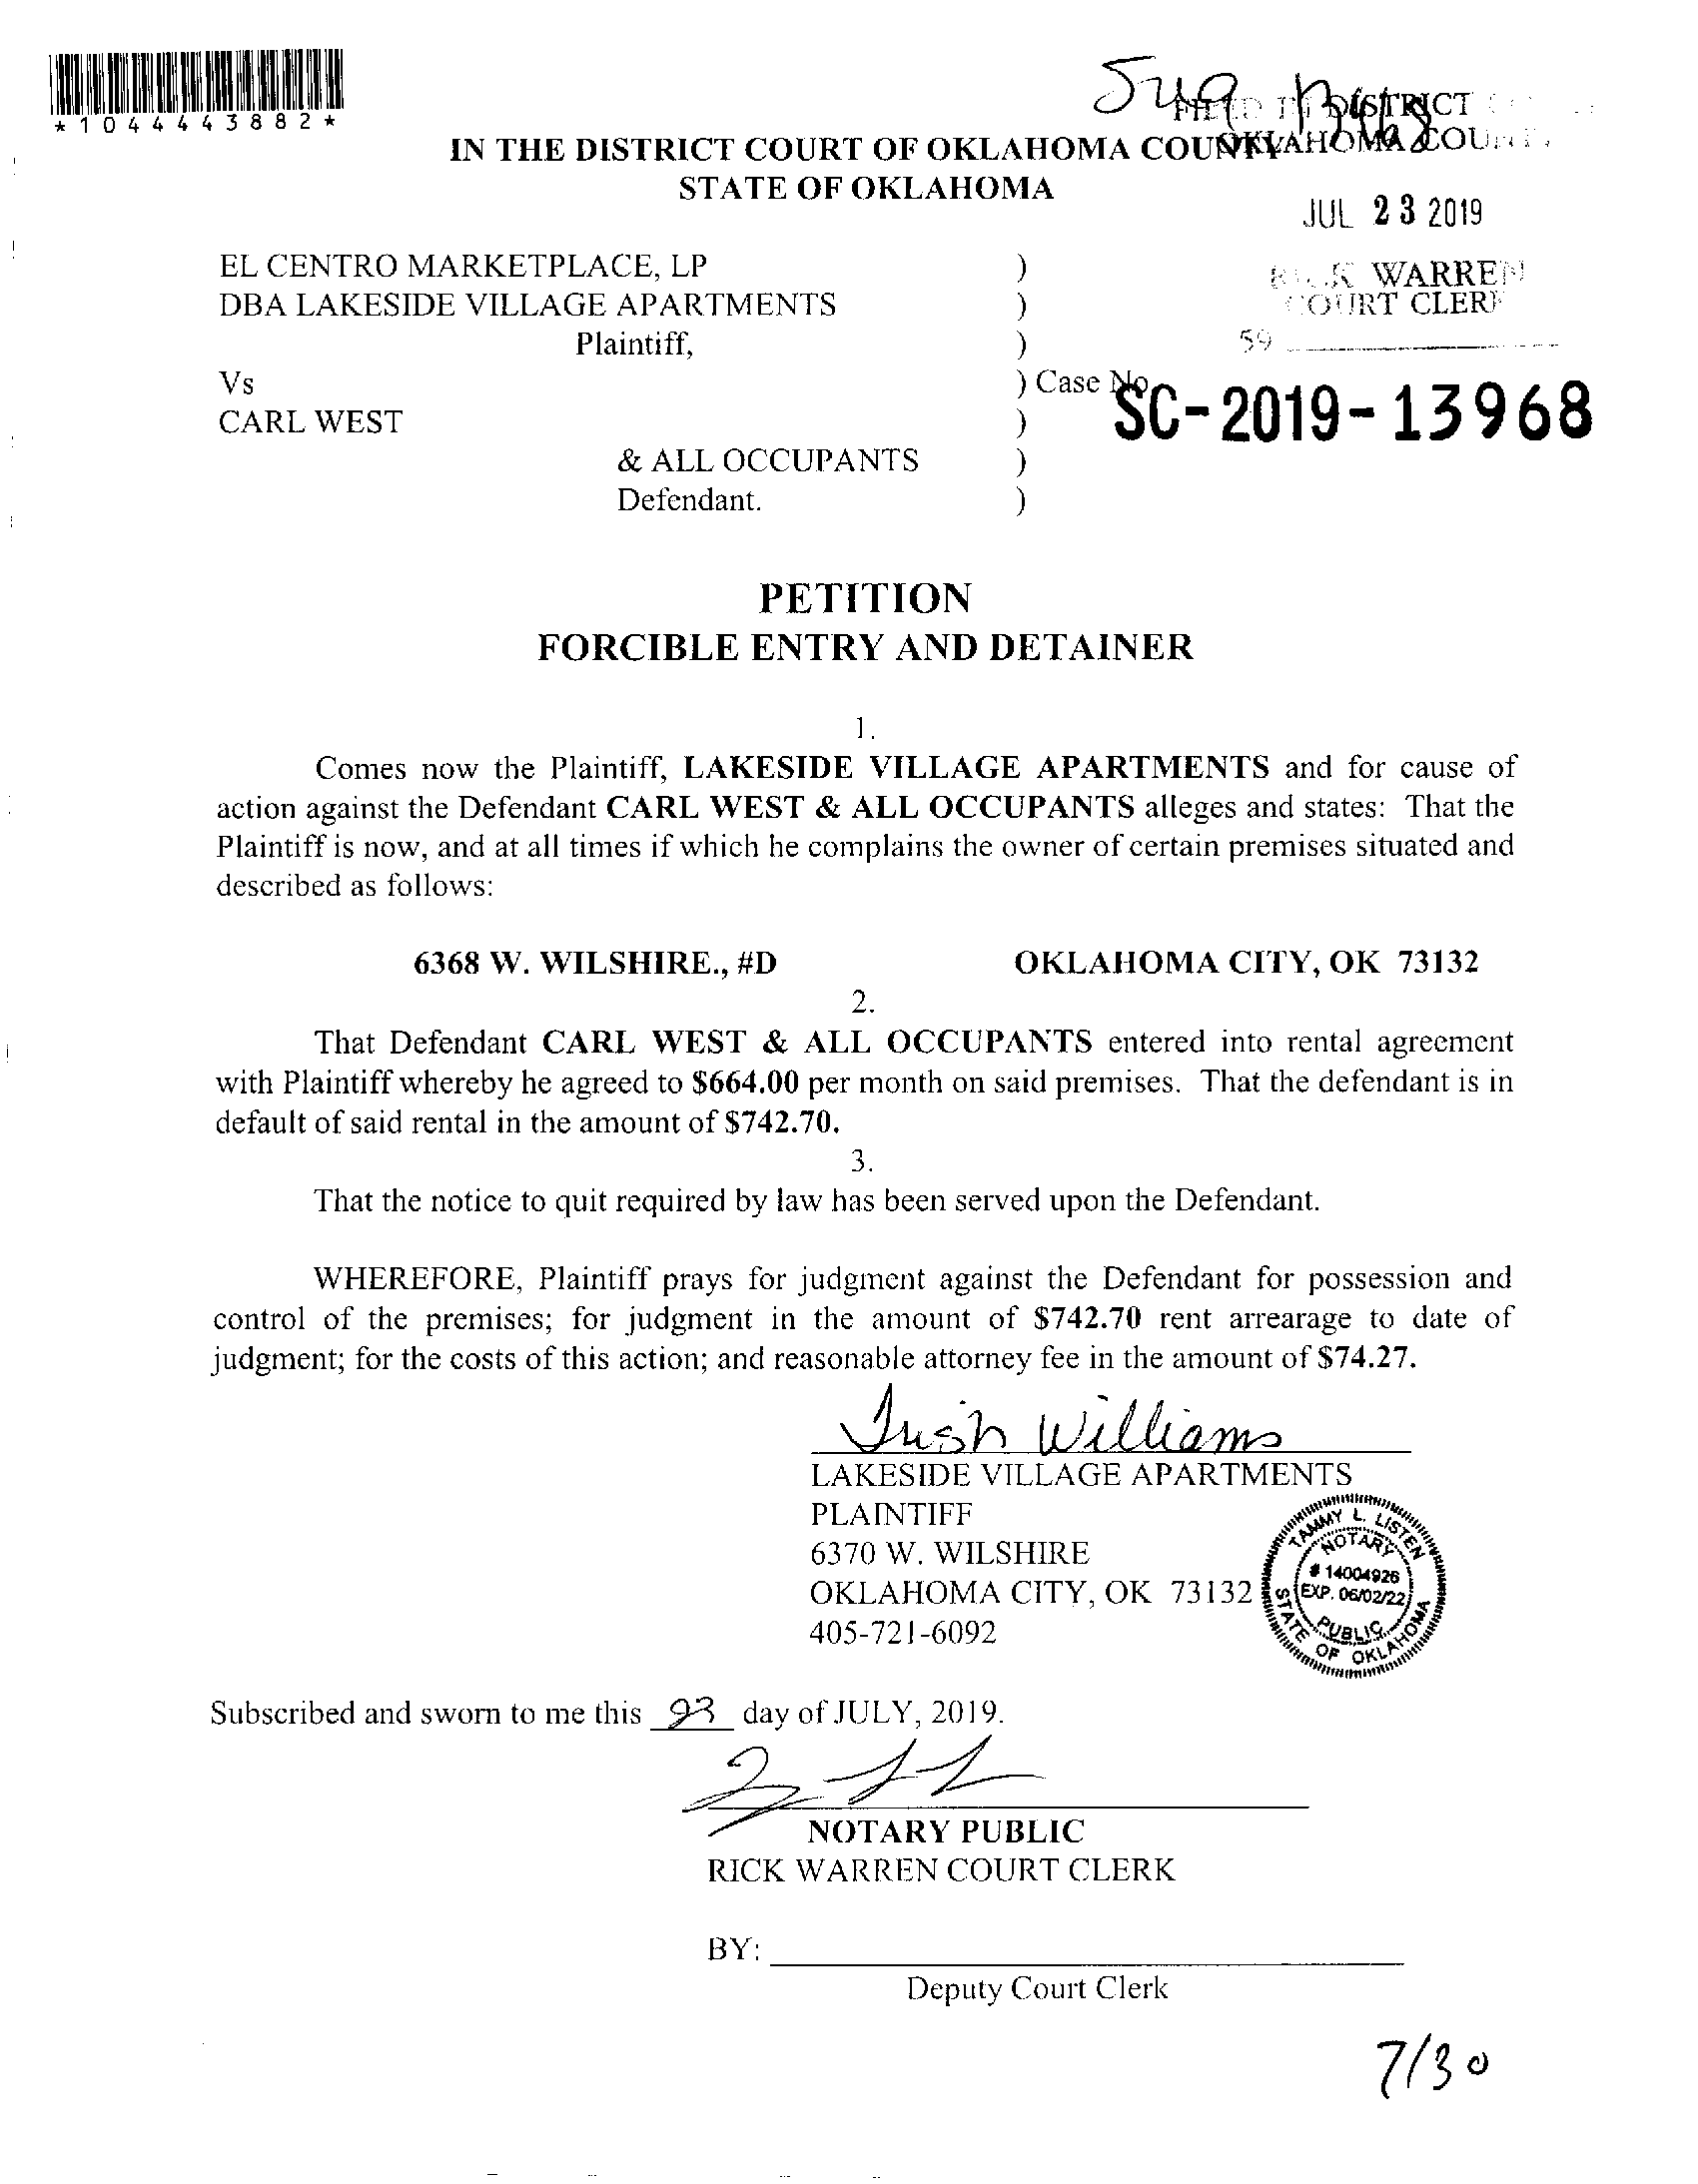 *1044443882*
FILED IN DISTRICT
OKLAHOMA COUNTY
IN THE DISTRICT COURT OF OKLAHOMA COUNTY
STATE OF OKLAHOMA
JUL 23 2019
EL CENTRO MARKETPLACE, LP )
RICK WARREN
DBA LAKESIDE VILLAGE APARTMENTS )
COURT CLERK
Plaintiff, )
59
Vs ) Case No.
SC-2019-13968
CARL WEST )
& ALL OCCUPANTS )
Defendant. )
PETITION
FORCIBLE ENTRY AND DETAINER
1.
Comes now the Plaintiff, LAKESIDE VILLAGE APARTMENTS and for cause of
action against the Defendant CARL WEST & ALL OCCUPANTS alleges and states: That the
Plaintiff is now, and at all times if which he complains the owner of certain premises situated and
described as follows:
6368 W. WILSHIRE., #D OKLAHOMA CITY, OK 73132
2.
That Defendant CARL WEST & ALL OCCUPANTS entered into rental agreement
with Plaintiff whereby he agreed to $664.00 per month on said premises. That the defendant is in
default of said rental in the amount of $742.70.
3.
That the notice to quit required by law has been served upon the Defendant.
WHEREFORE, Plaintiff prays for judgment against the Defendant for possession and
control of the premises; for judgment in the amount of $742.70 rent arrearage to date of
judgment; for the costs of this action; and reasonable attorney fee in the amount of $74.27.
Trish Williams
LAKESIDE VILLAGE APARTMENTS
PLAINTIFF
6370 W. WILSHIRE
OKLAHOMA CITY, OK 73132
405-721-6092
TAMMY L. LISTEN
NOTARY
# 14004926
EXP. 06/02/22
PUBLIC
STATE OF OKLAHOMA
Subscribed and sworn to me this 23 day of JULY, 2019.
NOTARY PUBLIC
RICK WARREN COURT CLERK
BY:
Deputy Court Clerk
7/30